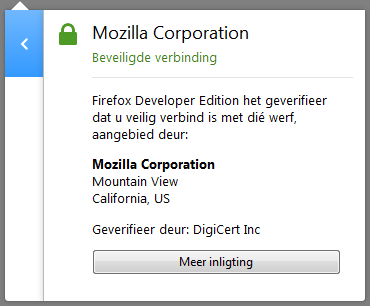 Mozilla Corporation
Beveiligde verbinding
Firefox Developer Edition het geverifieer
dat u veilig verbind is met dié werf,
aangebied deur:
Mozilla Corporation
Mountain View
California, US
Geverifieer deur: DigiCert Inc
Meer inligting